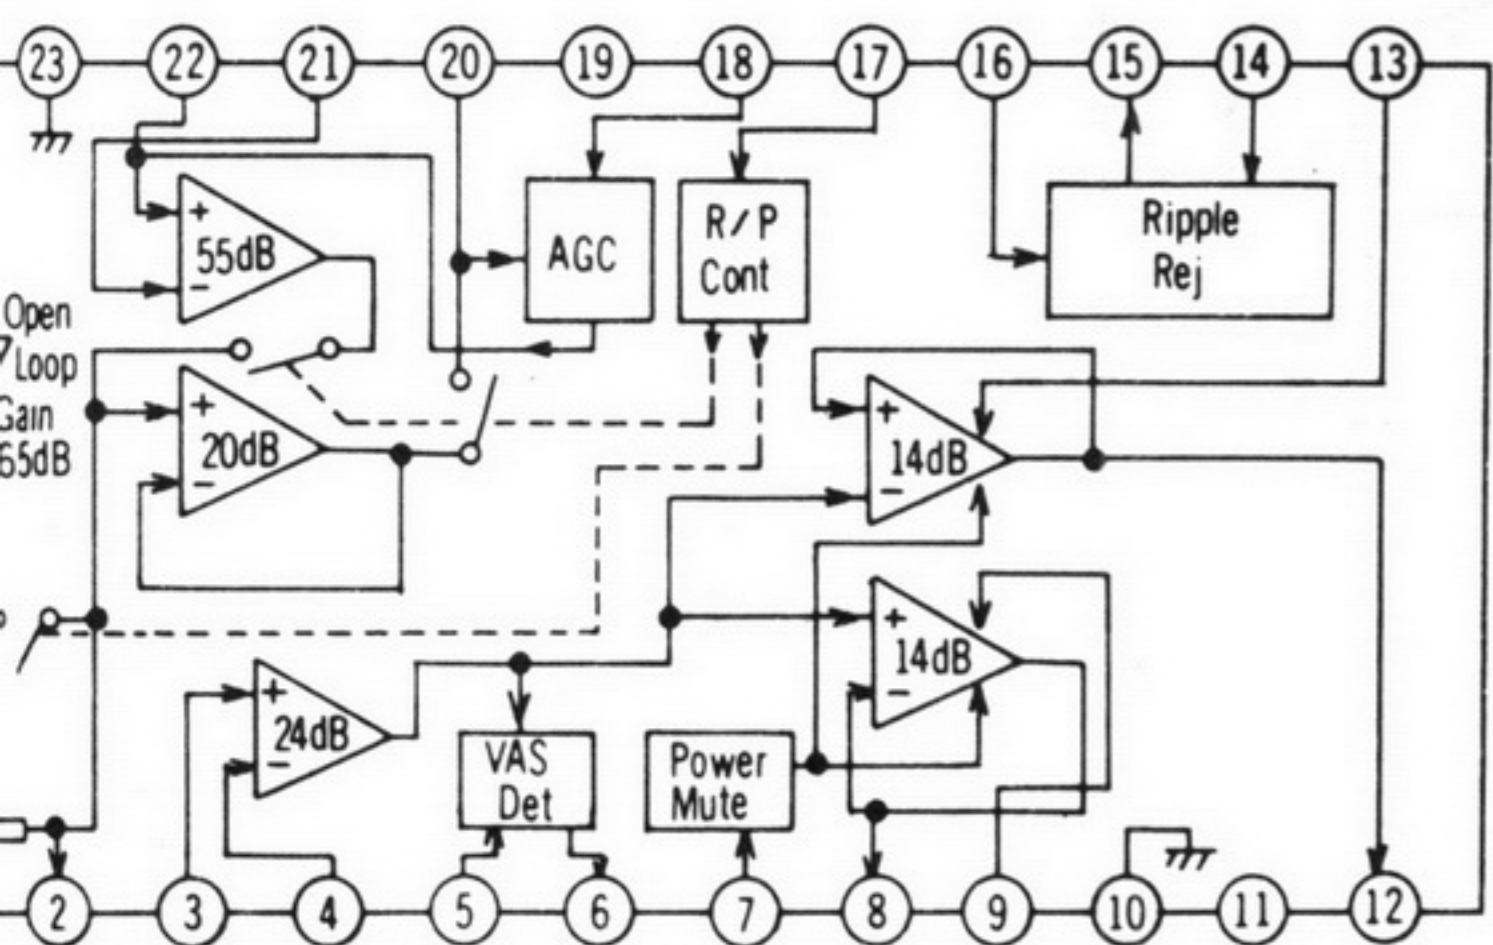 23 22 21 20 19 18 17 16 15 14 13
+
55dB
-
AGC
R/P
Cont
Ripple
Rej
Open
Loop
Gain
65dB
+
20dB
-
+
14dB
-
+
14dB
-
+
24dB
-
VAS
Det
Power
Mute
2 3 4 5 6 7 8 9 10 11 12